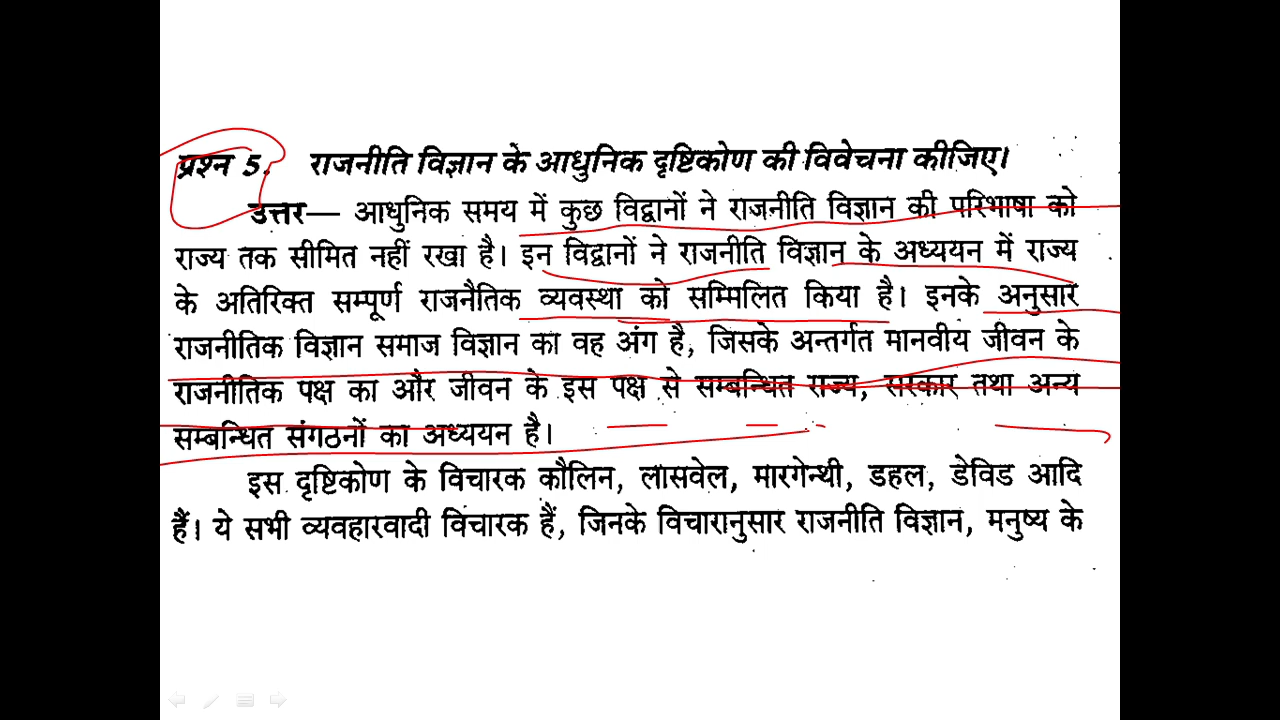 प्रश्न 5. राजनीति विज्ञान के आधुनिक दृष्टिकोण की विवेचना कीजिए।
उत्तर— आधुनिक समय में कुछ विद्वानों ने राजनीति विज्ञान की परिभाषा को
राज्य तक सीमित नहीं रखा है। इन विद्वानों ने राजनीति विज्ञान के अध्ययन में राज्य
के अतिरिक्त सम्पूर्ण राजनैतिक व्यवस्था को सम्मिलित किया है। इनके अनुसार
राजनीतिक विज्ञान समाज विज्ञान का वह अंग है, जिसके अन्तर्गत मानवीय जीवन के
राजनीतिक पक्ष का और जीवन के इस पक्ष से सम्बन्धित राज्य, सरकार तथा अन्य
सम्बन्धित संगठनों का अध्ययन है।
इस दृष्टिकोण के विचारक कौलिन, लासवेल, मारगेन्थी, डहल, डेविड आदि
हैं। ये सभी व्यवहारवादी विचारक हैं, जिनके विचारानुसार राजनीति विज्ञान, मनुष्य के